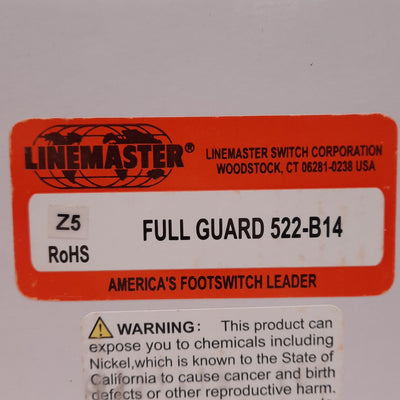 LINEMASTER®
LINEMASTER SWITCH CORPORATION
WOODSTOCK, CT 06281-0238 USA
Z5
RoHS
FULL GUARD 522-B14
AMERICA'S FOOTSWITCH LEADER
WARNING: This product can
expose you to chemicals including
Nickel,which is known to the State of
California to cause cancer and birth
defects or other reproductive harm.